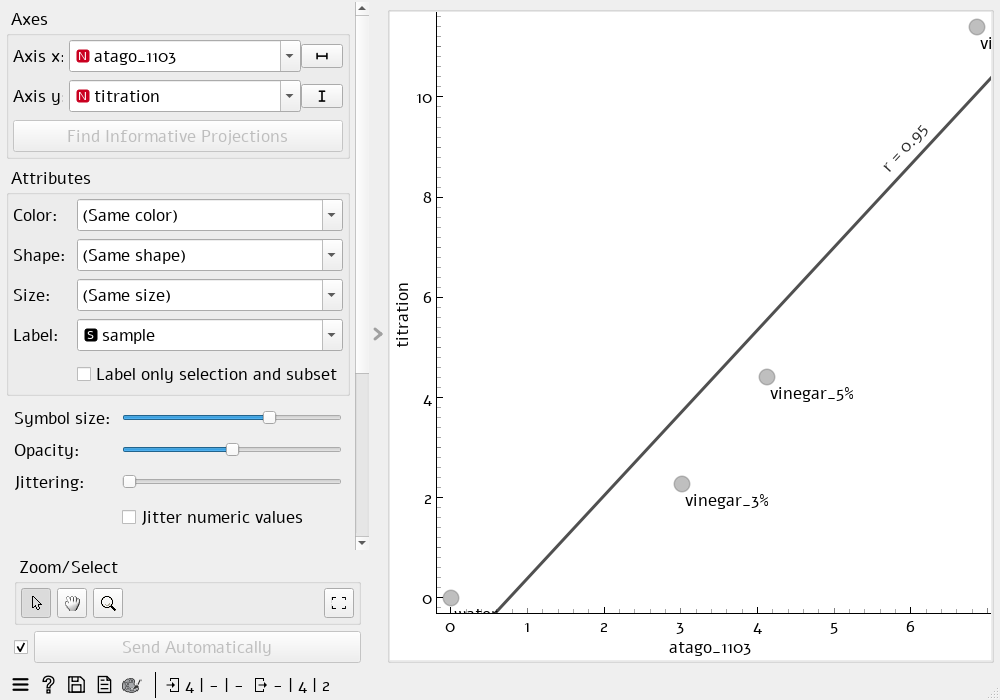 Axes
Axis x: N atago_1103
Axis y: N titration
Find Informative Projections
Attributes
Color: (Same color)
Shape: (Same shape)
Size: (Same size)
Label: S sample
Label only selection and subset
Symbol size:
Opacity:
Jittering:
Jitter numeric values
Zoom/Select
Send Automatically
4 | - | - - | 4 | 2
titration
10
8
6
4
2
0
0 1 2 3 4 5 6
atago_1103
r = 0.95
vi
vinegar_5%
vinegar_3%
water